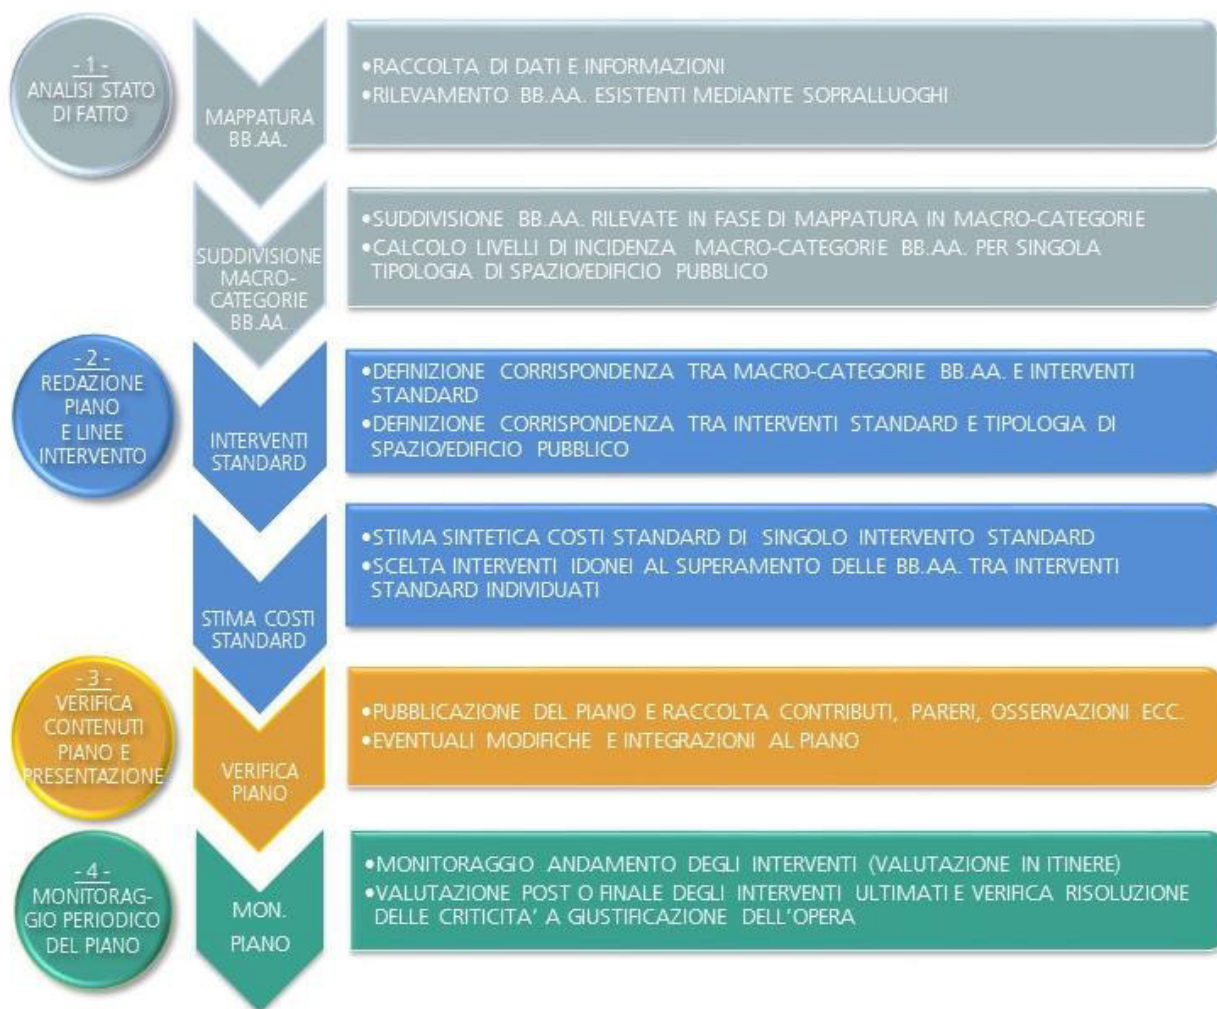 - 1 -
ANALISI STATO
DI FATTO
MAPPATURA
BB.AA.
•RACCOLTA DI DATI E INFORMAZIONI
•RILEVAMENTO BB.AA. ESISTENTI MEDIANTE SOPRALLUOGHI
SUDDIVISIONE
MACRO-
CATEGORIE
BB.AA.
•SUDDIVISIONE BB.AA. RILEVATE IN FASE DI MAPPATURA IN MACRO-CATEGORIE
•CALCOLO LIVELLI DI INCIDENZA MACRO-CATEGORIE BB.AA. PER SINGOLA
TIPOLOGIA DI SPAZIO/EDIFICIO PUBBLICO
- 2 -
REDAZIONE
PIANO
E LINEE
INTERVENTO
INTERVENTI
STANDARD
•DEFINIZIONE CORRISPONDENZA TRA MACRO-CATEGORIE BB.AA. E INTERVENTI
STANDARD
•DEFINIZIONE CORRISPONDENZA TRA INTERVENTI STANDARD E TIPOLOGIA DI
SPAZIO/EDIFICIO PUBBLICO
STIMA COSTI
STANDARD
•STIMA SINTETICA COSTI STANDARD DI SINGOLO INTERVENTO STANDARD
•SCELTA INTERVENTI IDONEI AL SUPERAMENTO DELLE BB.AA. TRA INTERVENTI
STANDARD INDIVIDUATI
- 3 -
VERIFICA
CONTENUTI
PIANO E
PRESENTAZIONE
VERIFICA
PIANO
•PUBBLICAZIONE DEL PIANO E RACCOLTA CONTRIBUTI, PARERI, OSSERVAZIONI ECC.
•EVENTUALI MODIFICHE E INTEGRAZIONI AL PIANO
- 4 -
MONITORAG-
GIO PERIODICO
DEL PIANO
MON.
PIANO
•MONITORAGGIO ANDAMENTO DEGLI INTERVENTI (VALUTAZIONE IN ITINERE)
•VALUTAZIONE POST O FINALE DEGLI INTERVENTI ULTIMATI E VERIFICA RISOLUZIONE
DELLE CRITICITA' A GIUSTIFICAZIONE DELL'OPERA